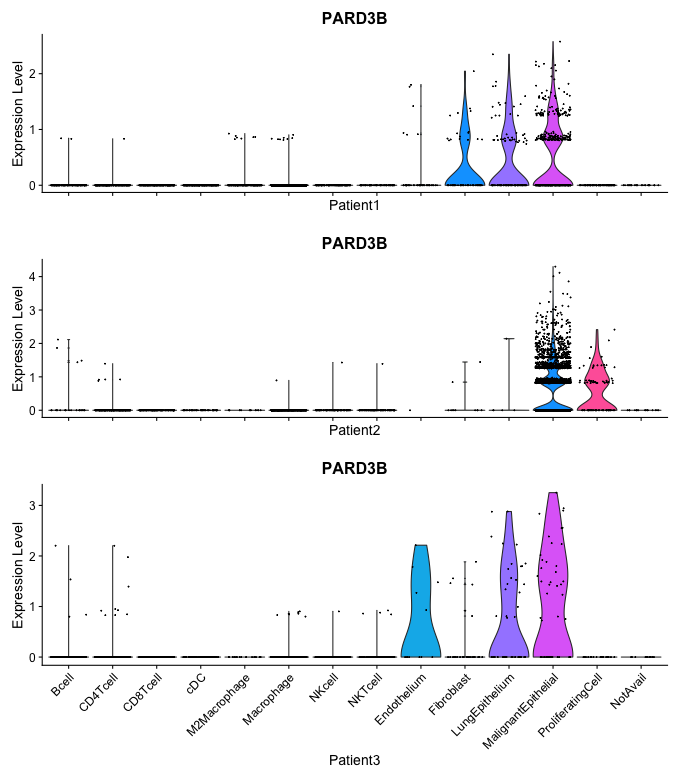 PARD3B
Expression Level
2
1
0
Patient1
PARD3B
Expression Level
4
3
2
1
0
Patient2
PARD3B
Expression Level
3
2
1
0
Bcell
CD4Tcell
CD8Tcell
cDC
M2Macrophage
Macrophage
NKcell
NKTcell
Endothelium
Fibroblast
LungEpithelium
MalignantEpithelial
ProliferatingCell
NotAvail
Patient3